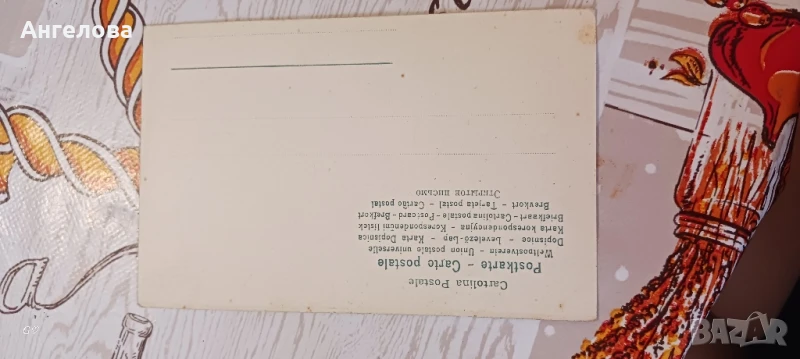 Ангелова
Cartolina Postale
Postkarte – Carte postale
Weltpostverein – Union postale universelle
Dopisnice – Levelező-Lap – Karta Dopisnica
Karta korespondencyjna – Korespondenční lístek
Briefkaart – Cartolina postale – Postcard – Brefkort
Brevkort – Tarjeta postal – Cartão postal
Открытое письмо
a
BAZAR